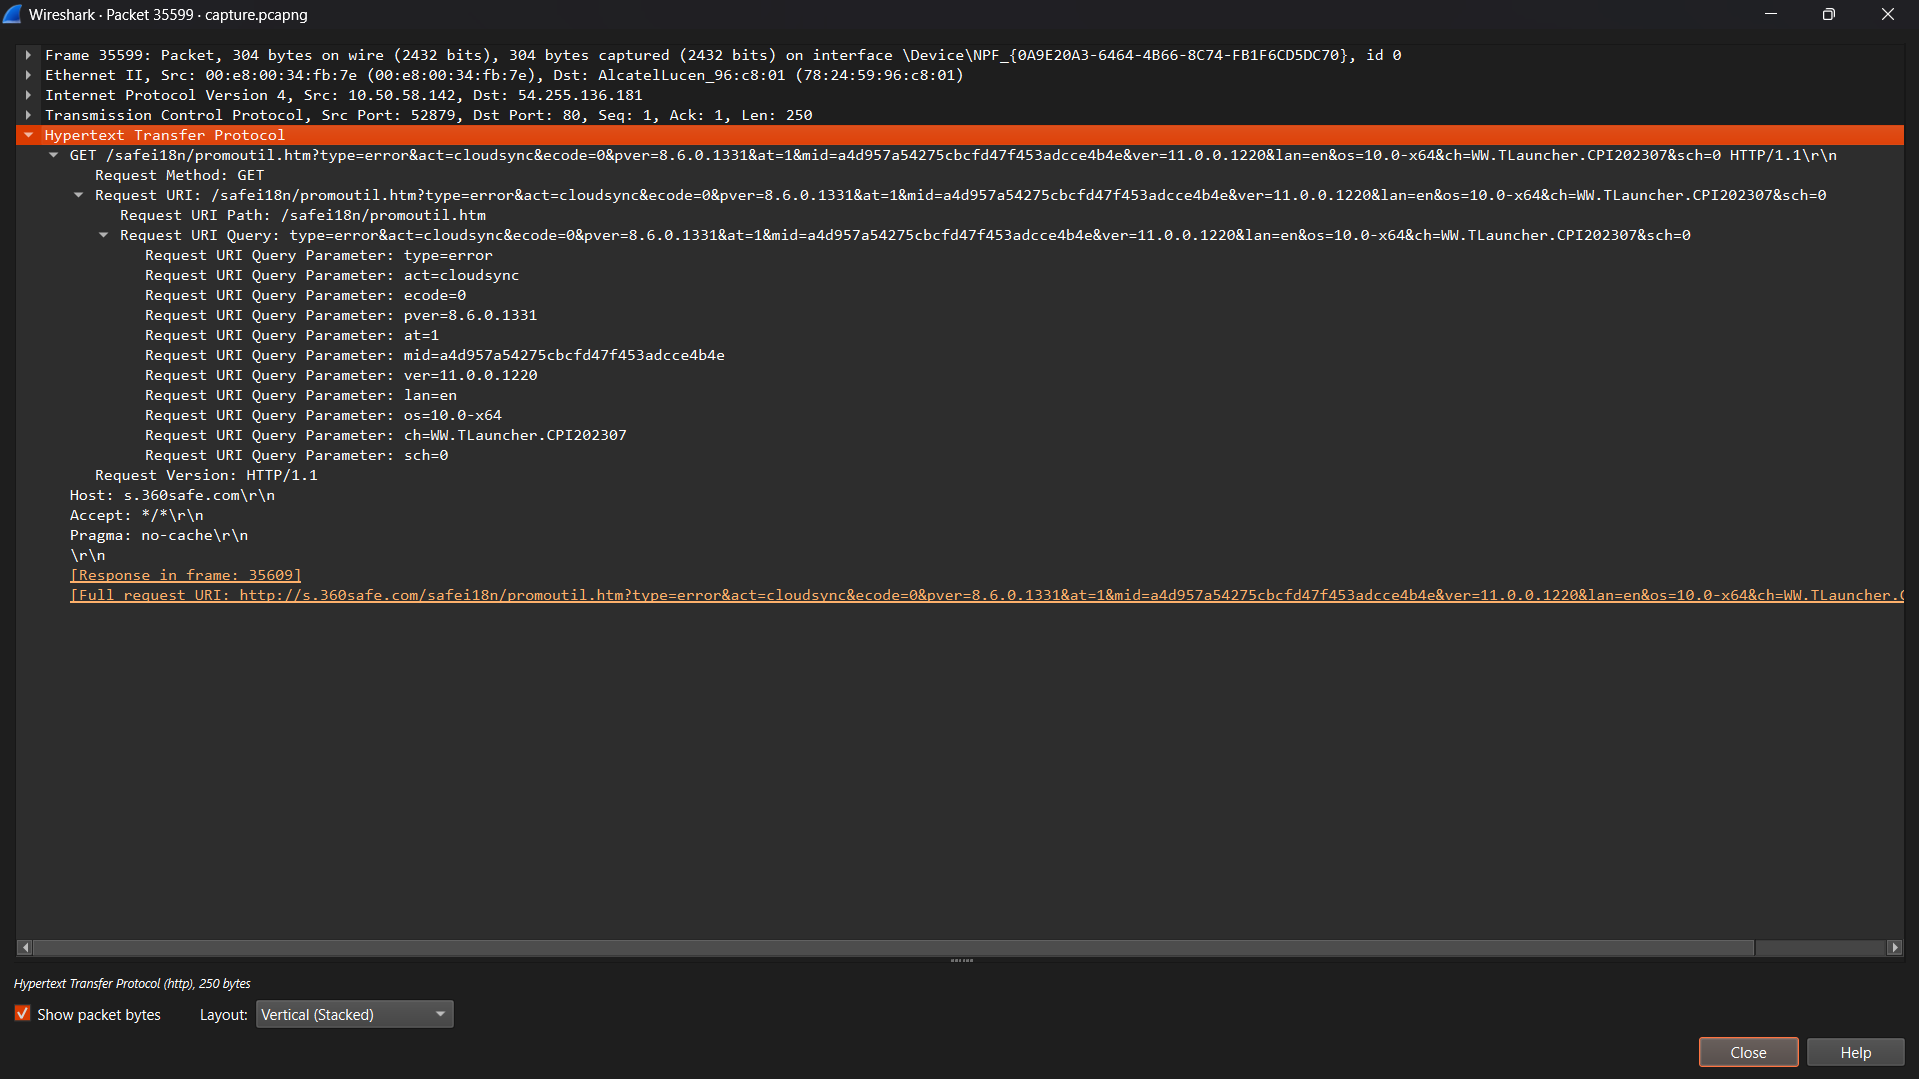 Wireshark · Packet 35599 · capture.pcapng
Frame 35599: Packet, 304 bytes on wire (2432 bits), 304 bytes captured (2432 bits) on interface \Device\NPF_{0A9E20A3-6464-4B66-8C74-FB1F6CD5DC70}, id 0
Ethernet II, Src: 00:e8:00:34:fb:7e (00:e8:00:34:fb:7e), Dst: AlcatelLucen_96:c8:01 (78:24:59:96:c8:01)
Internet Protocol Version 4, Src: 10.50.58.142, Dst: 54.255.136.181
Transmission Control Protocol, Src Port: 52879, Dst Port: 80, Seq: 1, Ack: 1, Len: 250
Hypertext Transfer Protocol
GET /safei18n/promoutil.htm?type=error&act=cloudsync&ecode=0&pver=8.6.0.1331&at=1&mid=a4d957a54275cbcfd47f453adcce4b4e&ver=11.0.0.1220&lan=en&os=10.0-x64&ch=WW.TLauncher.CPI202307&sch=0 HTTP/1.1\r\n
Request Method: GET
Request URI: /safei18n/promoutil.htm?type=error&act=cloudsync&ecode=0&pver=8.6.0.1331&at=1&mid=a4d957a54275cbcfd47f453adcce4b4e&ver=11.0.0.1220&lan=en&os=10.0-x64&ch=WW.TLauncher.CPI202307&sch=0
Request URI Path: /safei18n/promoutil.htm
Request URI Query: type=error&act=cloudsync&ecode=0&pver=8.6.0.1331&at=1&mid=a4d957a54275cbcfd47f453adcce4b4e&ver=11.0.0.1220&lan=en&os=10.0-x64&ch=WW.TLauncher.CPI202307&sch=0
Request URI Query Parameter: type=error
Request URI Query Parameter: act=cloudsync
Request URI Query Parameter: ecode=0
Request URI Query Parameter: pver=8.6.0.1331
Request URI Query Parameter: at=1
Request URI Query Parameter: mid=a4d957a54275cbcfd47f453adcce4b4e
Request URI Query Parameter: ver=11.0.0.1220
Request URI Query Parameter: lan=en
Request URI Query Parameter: os=10.0-x64
Request URI Query Parameter: ch=WW.TLauncher.CPI202307
Request URI Query Parameter: sch=0
Request Version: HTTP/1.1
Host: s.360safe.com\r\n
Accept: */*\r\n
Pragma: no-cache\r\n
\r\n
[Response in frame: 35609]
[Full request URI: http://s.360safe.com/safei18n/promoutil.htm?type=error&act=cloudsync&ecode=0&pver=8.6.0.1331&at=1&mid=a4d957a54275cbcfd47f453adcce4b4e&ver=11.0.0.1220&lan=en&os=10.0-x64&ch=WW.TLauncher.C
Hypertext Transfer Protocol (http), 250 bytes
Show packet bytes Layout: Vertical (Stacked)
Close Help